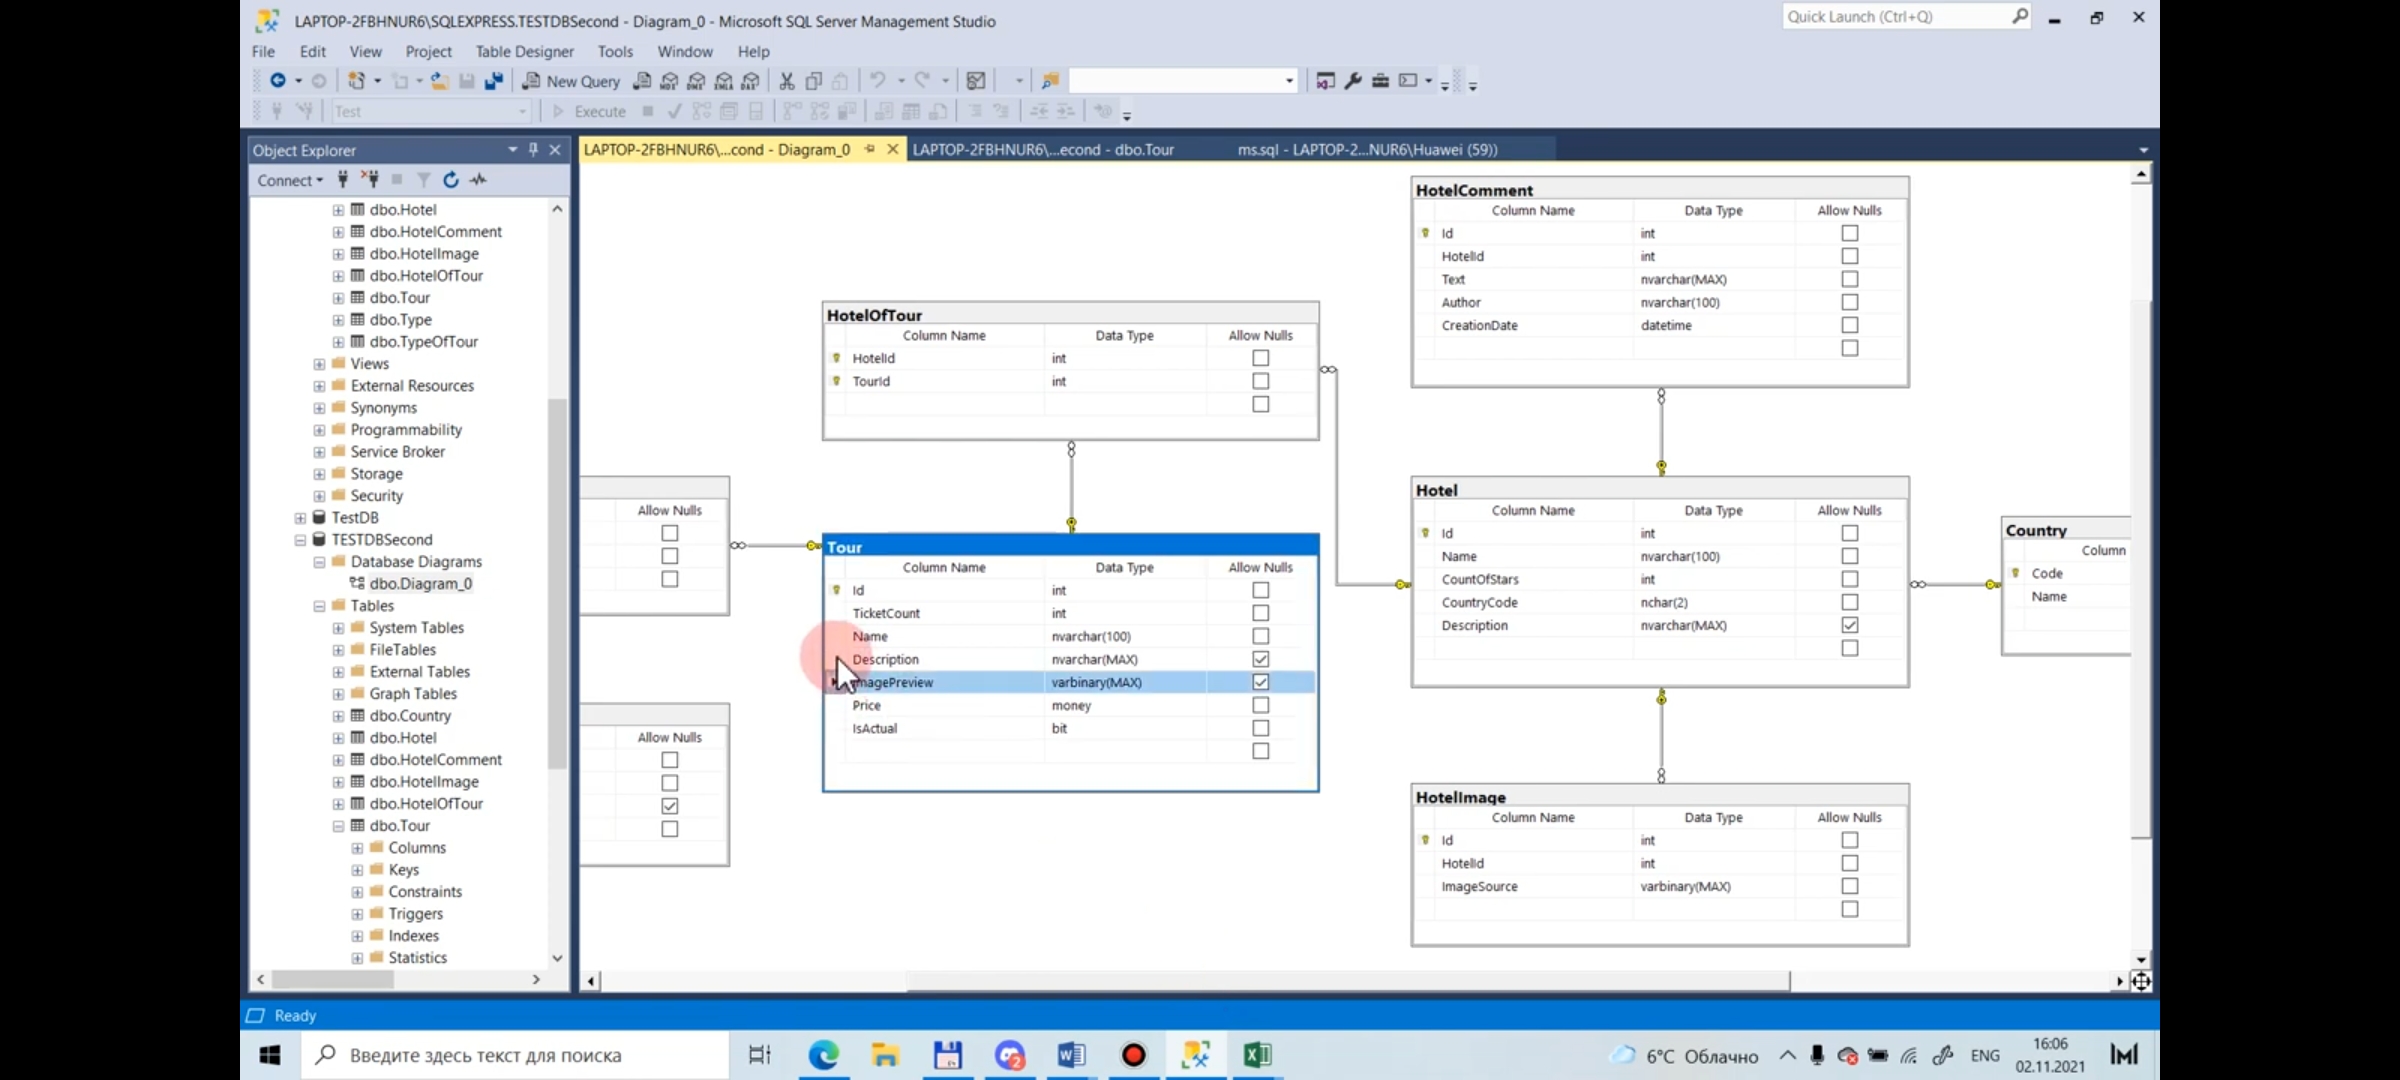 LAPTOP-2FBHNUR6\SQLEXPRESS.TESTDBSecond - Diagram_0 - Microsoft SQL Server Management Studio
Quick Launch (Ctrl+Q)
File Edit View Project Table Designer Tools Window Help
New Query
MDX DMX XMLA DAX
Test
Execute
Object Explorer
LAPTOP-2FBHNUR6\...cond - Diagram_0
LAPTOP-2FBHNUR6\...econd - dbo.Tour
ms.sql - LAPTOP-2...NUR6\Huawei (59))
Connect
dbo.Hotel
dbo.HotelComment
dbo.HotelImage
dbo.HotelOfTour
dbo.Tour
dbo.Type
dbo.TypeOfTour
Views
External Resources
Synonyms
Programmability
Service Broker
Storage
Security
TestDB
TESTDBSecond
Database Diagrams
dbo.Diagram_0
Tables
System Tables
FileTables
External Tables
Graph Tables
dbo.Country
dbo.Hotel
dbo.HotelComment
dbo.HotelImage
dbo.HotelOfTour
dbo.Tour
Columns
Keys
Constraints
Triggers
Indexes
Statistics
Allow Nulls
Allow Nulls
HotelOfTour
Column Name Data Type Allow Nulls
HotelId int
TourId int
Tour
Column Name Data Type Allow Nulls
Id int
TicketCount int
Name nvarchar(100)
Description nvarchar(MAX)
magePreview varbinary(MAX)
Price money
IsActual bit
HotelComment
Column Name Data Type Allow Nulls
Id int
HotelId int
Text nvarchar(MAX)
Author nvarchar(100)
CreationDate datetime
Hotel
Column Name Data Type Allow Nulls
Id int
Name nvarchar(100)
CountOfStars int
CountryCode nchar(2)
Description nvarchar(MAX)
HotelImage
Column Name Data Type Allow Nulls
Id int
HotelId int
ImageSource varbinary(MAX)
Country
Column
Code
Name
Ready
Введите здесь текст для поиска
2
6°C Облачно
ENG
16:06
02.11.2021